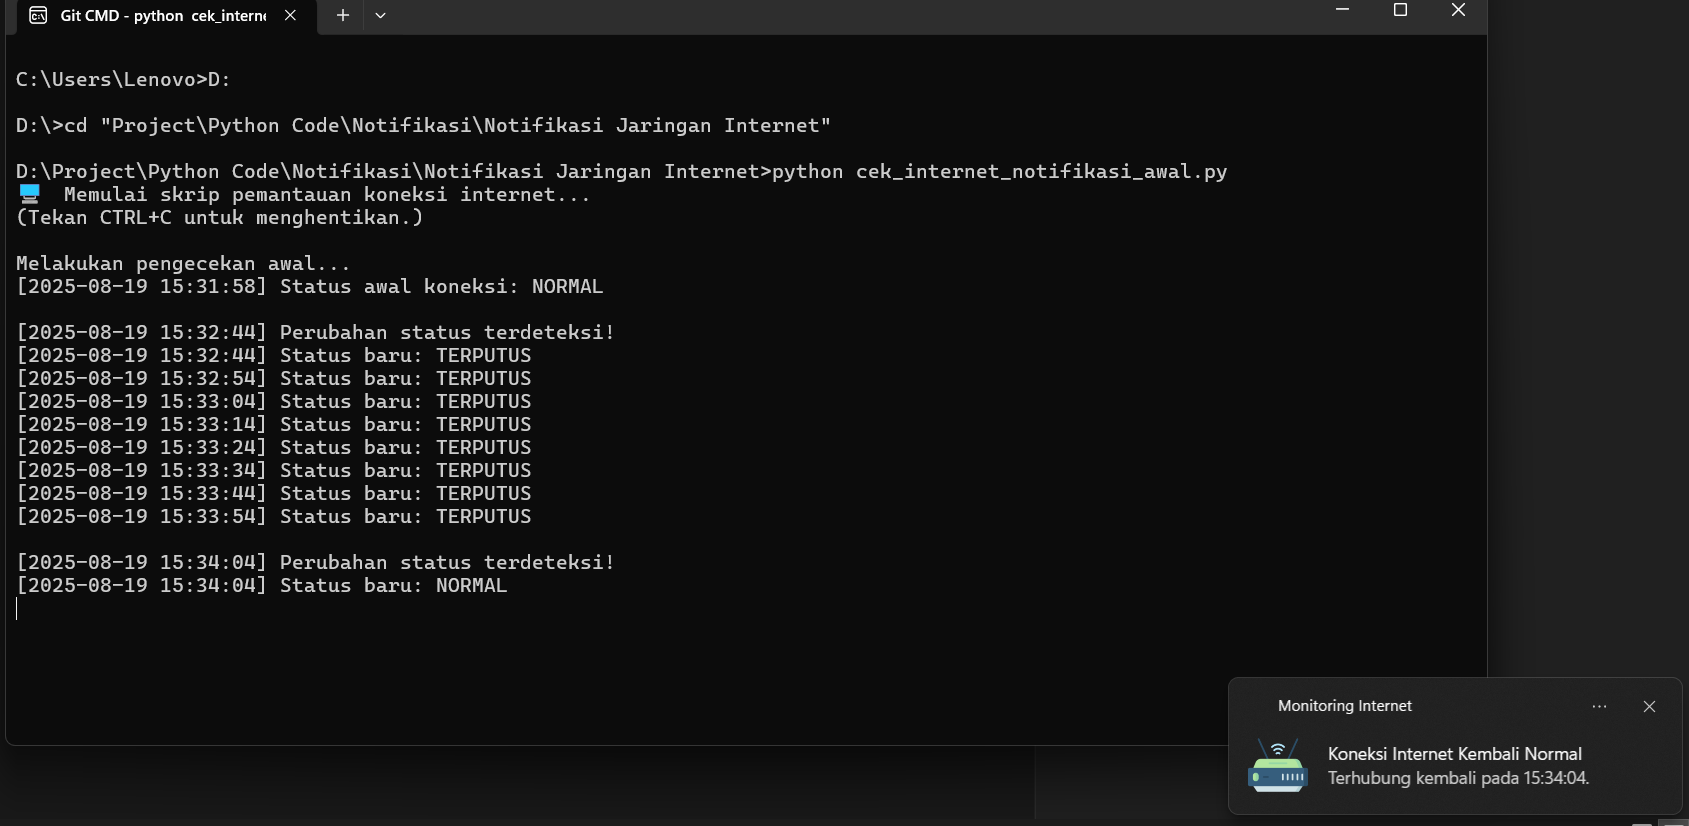 Git CMD - python  cek_interne
C:\Users\Lenovo>D:
D:\>cd "Project\Python Code\Notifikasi\Notifikasi Jaringan Internet"
D:\Project\Python Code\Notifikasi\Notifikasi Jaringan Internet>python cek_internet_notifikasi_awal.py
Memulai skrip pemantauan koneksi internet...
(Tekan CTRL+C untuk menghentikan.)
Melakukan pengecekan awal...
[2025-08-19 15:31:58] Status awal koneksi: NORMAL
[2025-08-19 15:32:44] Perubahan status terdeteksi!
[2025-08-19 15:32:44] Status baru: TERPUTUS
[2025-08-19 15:32:54] Status baru: TERPUTUS
[2025-08-19 15:33:04] Status baru: TERPUTUS
[2025-08-19 15:33:14] Status baru: TERPUTUS
[2025-08-19 15:33:24] Status baru: TERPUTUS
[2025-08-19 15:33:34] Status baru: TERPUTUS
[2025-08-19 15:33:44] Status baru: TERPUTUS
[2025-08-19 15:33:54] Status baru: TERPUTUS
[2025-08-19 15:34:04] Perubahan status terdeteksi!
[2025-08-19 15:34:04] Status baru: NORMAL
Monitoring Internet
Koneksi Internet Kembali Normal
Terhubung kembali pada 15:34:04.